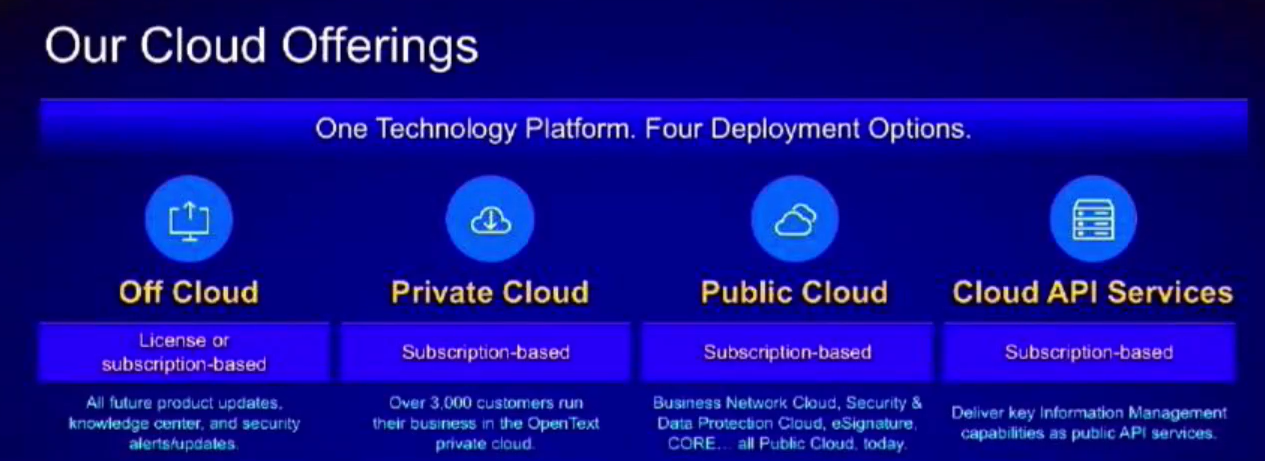 Our Cloud Offerings
One Technology Platform. Four Deployment Options.
Off Cloud
License or
subscription-based
All future product updates,
knowledge center, and security
alerts/updates.
Private Cloud
Subscription-based
Over 3,000 customers run
their business in the OpenText
private cloud.
Public Cloud
Subscription-based
Business Network Cloud, Security &
Data Protection Cloud, eSignature,
CORE... all Public Cloud, today.
Cloud API Services
Subscription-based
Deliver key Information Management
capabilities as public API services.